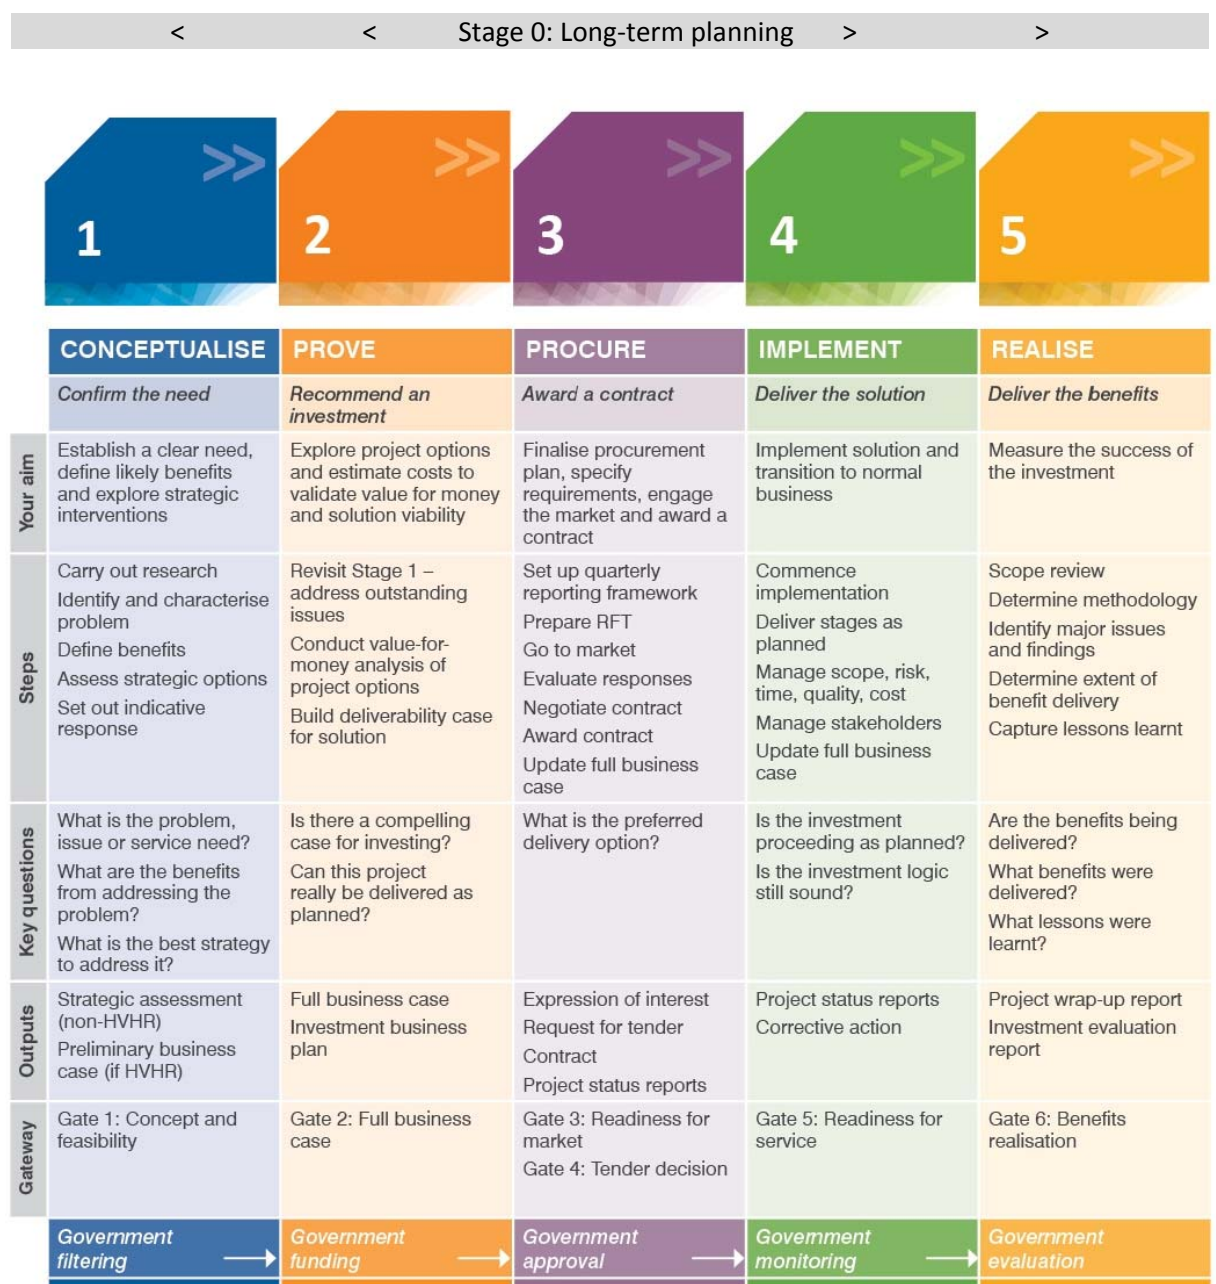 < < Stage 0: Long-term planning > >
>> >> >> >> >>
1 2 3 4 5
CONCEPTUALISE PROVE PROCURE IMPLEMENT REALISE
Confirm the need
Recommend an
investment
Award a contract
Deliver the solution
Deliver the benefits
Your aim
Establish a clear need,
define likely benefits
and explore strategic
interventions
Explore project options
and estimate costs to
validate value for money
and solution viability
Finalise procurement
plan, specify
requirements, engage
the market and award a
contract
Implement solution and
transition to normal
business
Measure the success of
the investment
Steps
Carry out research
Identify and characterise
problem
Define benefits
Assess strategic options
Set out indicative
response
Revisit Stage 1 –
address outstanding
issues
Conduct value-for-
money analysis of
project options
Build deliverability case
for solution
Set up quarterly
reporting framework
Prepare RFT
Go to market
Evaluate responses
Negotiate contract
Award contract
Update full business
case
Commence
implementation
Deliver stages as
planned
Manage scope, risk,
time, quality, cost
Manage stakeholders
Update full business
case
Scope review
Determine methodology
Identify major issues
and findings
Determine extent of
benefit delivery
Capture lessons learnt
Key questions
What is the problem,
issue or service need?
What are the benefits
from addressing the
problem?
What is the best strategy
to address it?
Is there a compelling
case for investing?
Can this project
really be delivered as
planned?
What is the preferred
delivery option?
Is the investment
proceeding as planned?
Is the investment logic
still sound?
Are the benefits being
delivered?
What benefits were
delivered?
What lessons were
learnt?
Outputs
Strategic assessment
(non-HVHR)
Preliminary business
case (if HVHR)
Full business case
Investment business
plan
Expression of interest
Request for tender
Contract
Project status reports
Project status reports
Corrective action
Project wrap-up report
Investment evaluation
report
Gateway
Gate 1: Concept and
feasibility
Gate 2: Full business
case
Gate 3: Readiness for
market
Gate 4: Tender decision
Gate 5: Readiness for
service
Gate 6: Benefits
realisation
Government
filtering
Government
funding
Government
approval
Government
monitoring
Government
evaluation